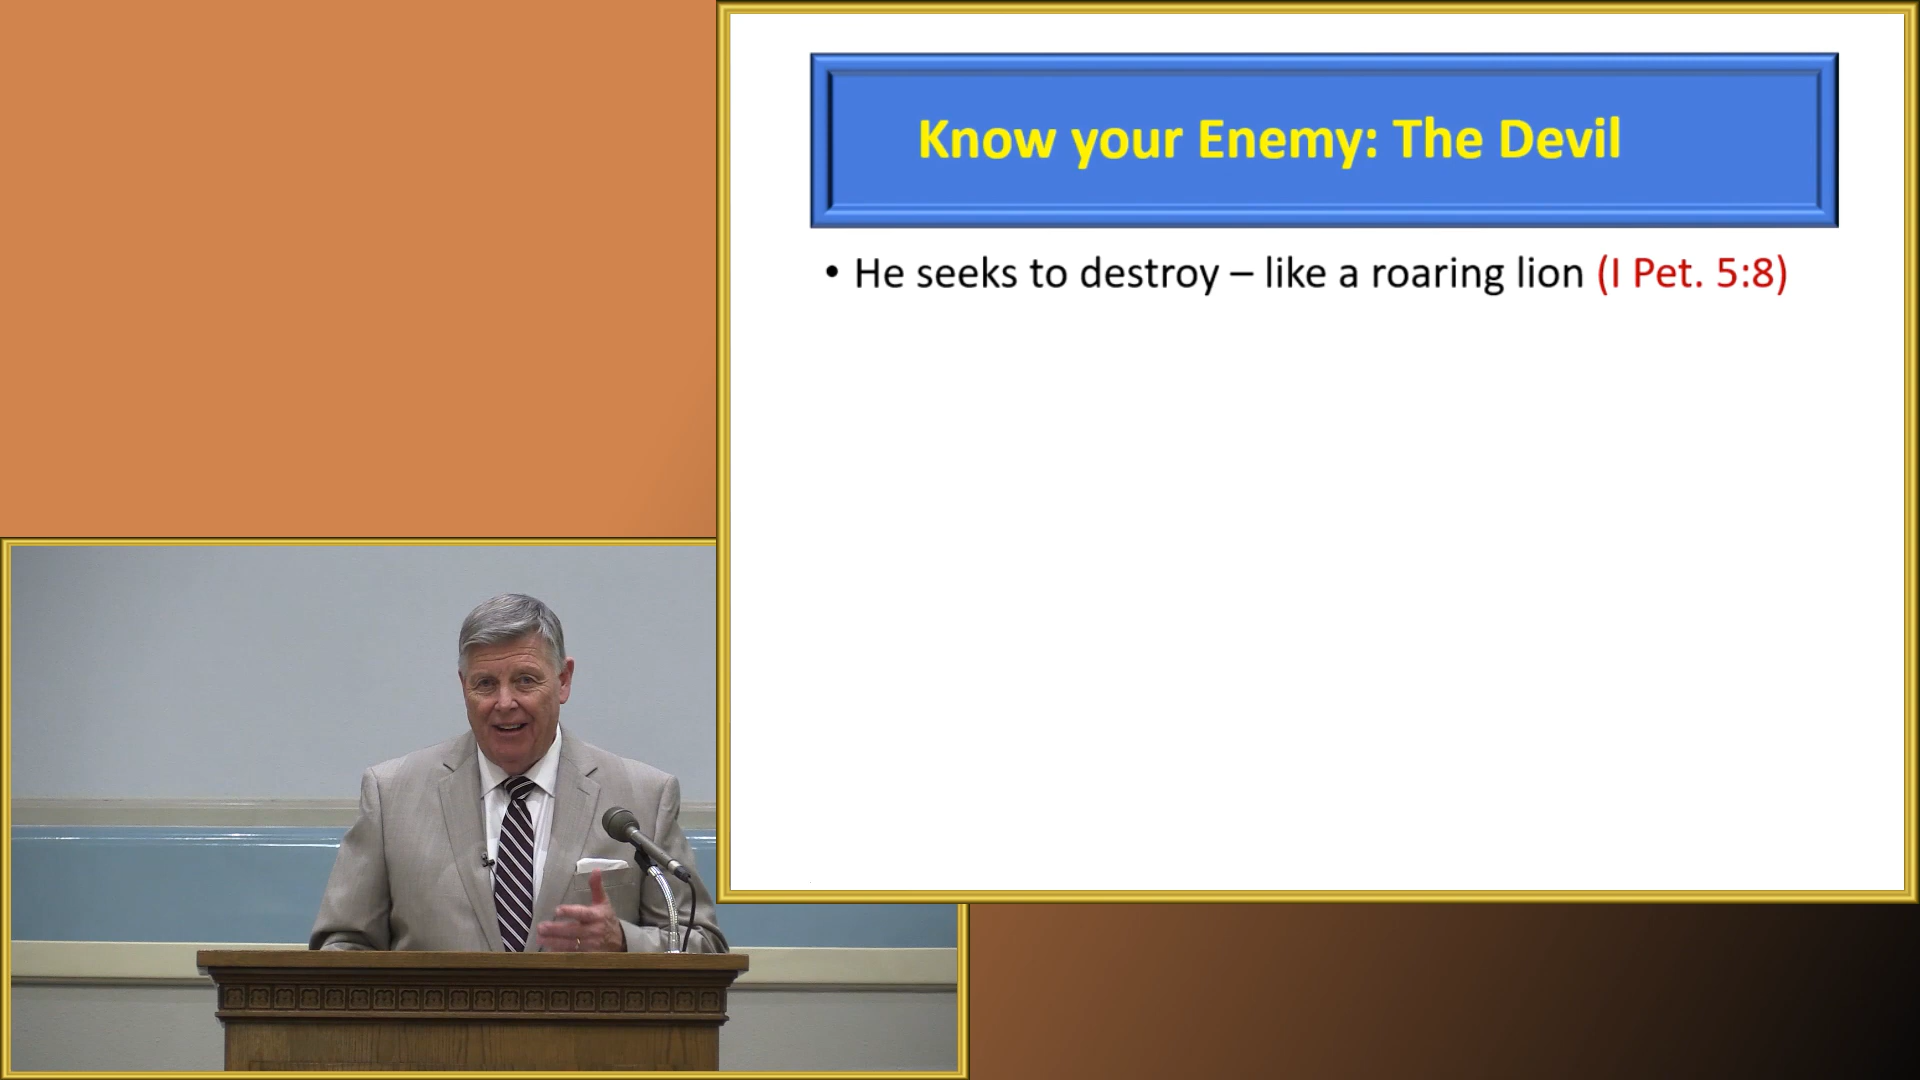 Know your Enemy: The Devil
• He seeks to destroy – like a roaring lion (I Pet. 5:8)